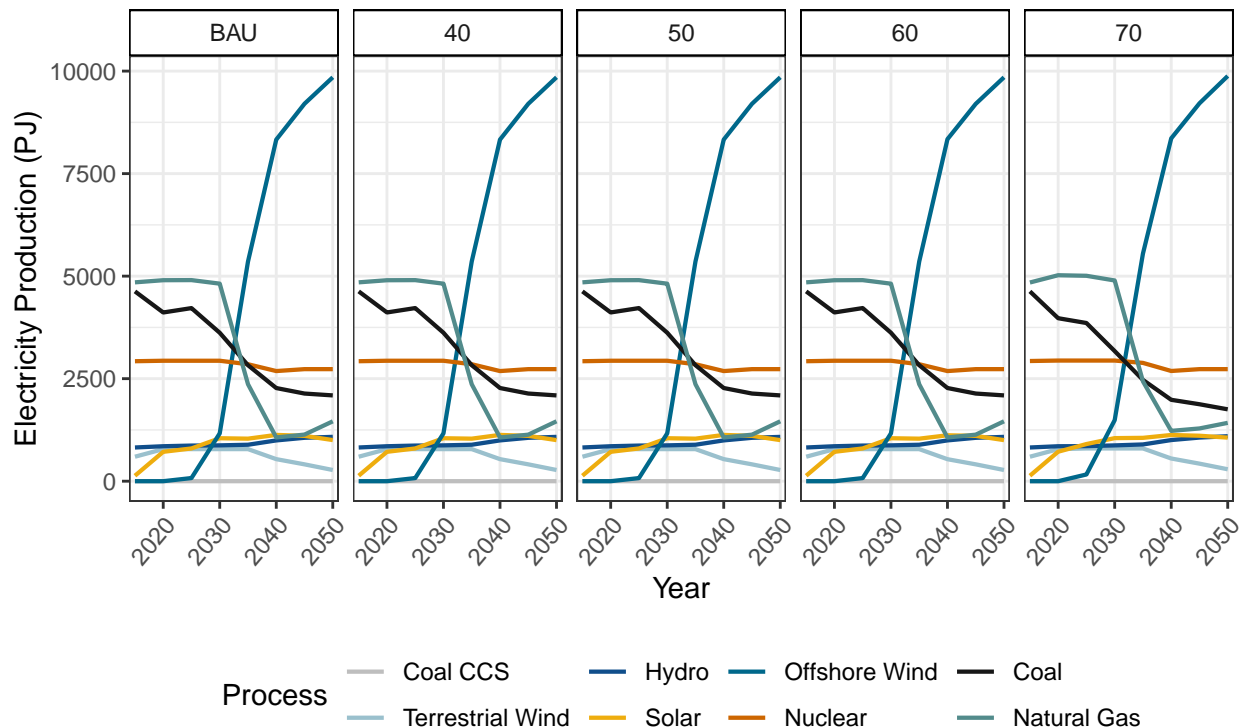 BAU 40 50 60 70
Electricity Production (PJ)
10000
7500
5000
2500
0
2020 2030 2040 2050 2020 2030 2040 2050 2020 2030 2040 2050 2020 2030 2040 2050 2020 2030 2040 2050
Year
Process
Coal CCS Hydro Offshore Wind Coal
Terrestrial Wind Solar Nuclear Natural Gas